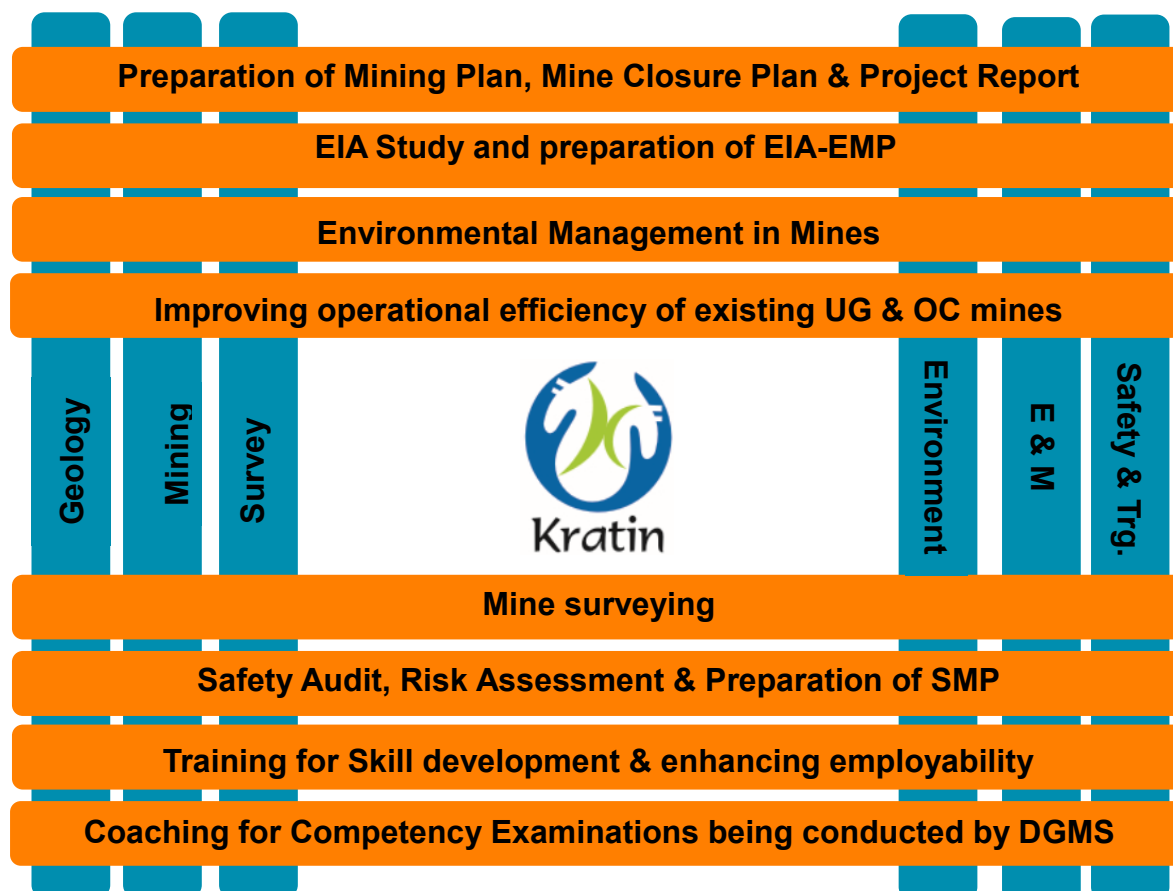 Preparation of Mining Plan, Mine Closure Plan & Project Report
EIA Study and preparation of EIA-EMP
Environmental Management in Mines
Improving operational efficiency of existing UG & OC mines
Geology
Mining
Survey
Kratin
Environment
E & M
Safety & Trg.
Mine surveying
Safety Audit, Risk Assessment & Preparation of SMP
Training for Skill development & enhancing employability
Coaching for Competency Examinations being conducted by DGMS